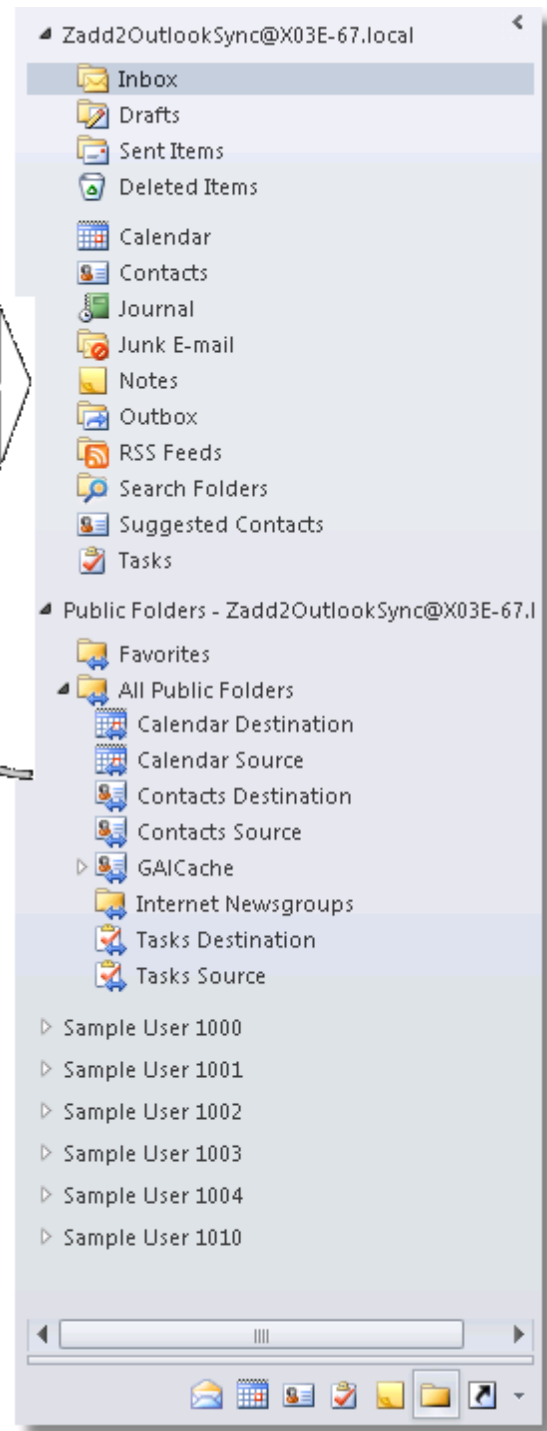 Zadd2OutlookSync@X03E-67.local
Inbox
Drafts
Sent Items
Deleted Items
Calendar
Contacts
Journal
Junk E-mail
Notes
Outbox
RSS Feeds
Search Folders
Suggested Contacts
Tasks
Public Folders - Zadd2OutlookSync@X03E-67.l
Favorites
All Public Folders
Calendar Destination
Calendar Source
Contacts Destination
Contacts Source
GAlCache
Internet Newsgroups
Tasks Destination
Tasks Source
Sample User 1000
Sample User 1001
Sample User 1002
Sample User 1003
Sample User 1004
Sample User 1010